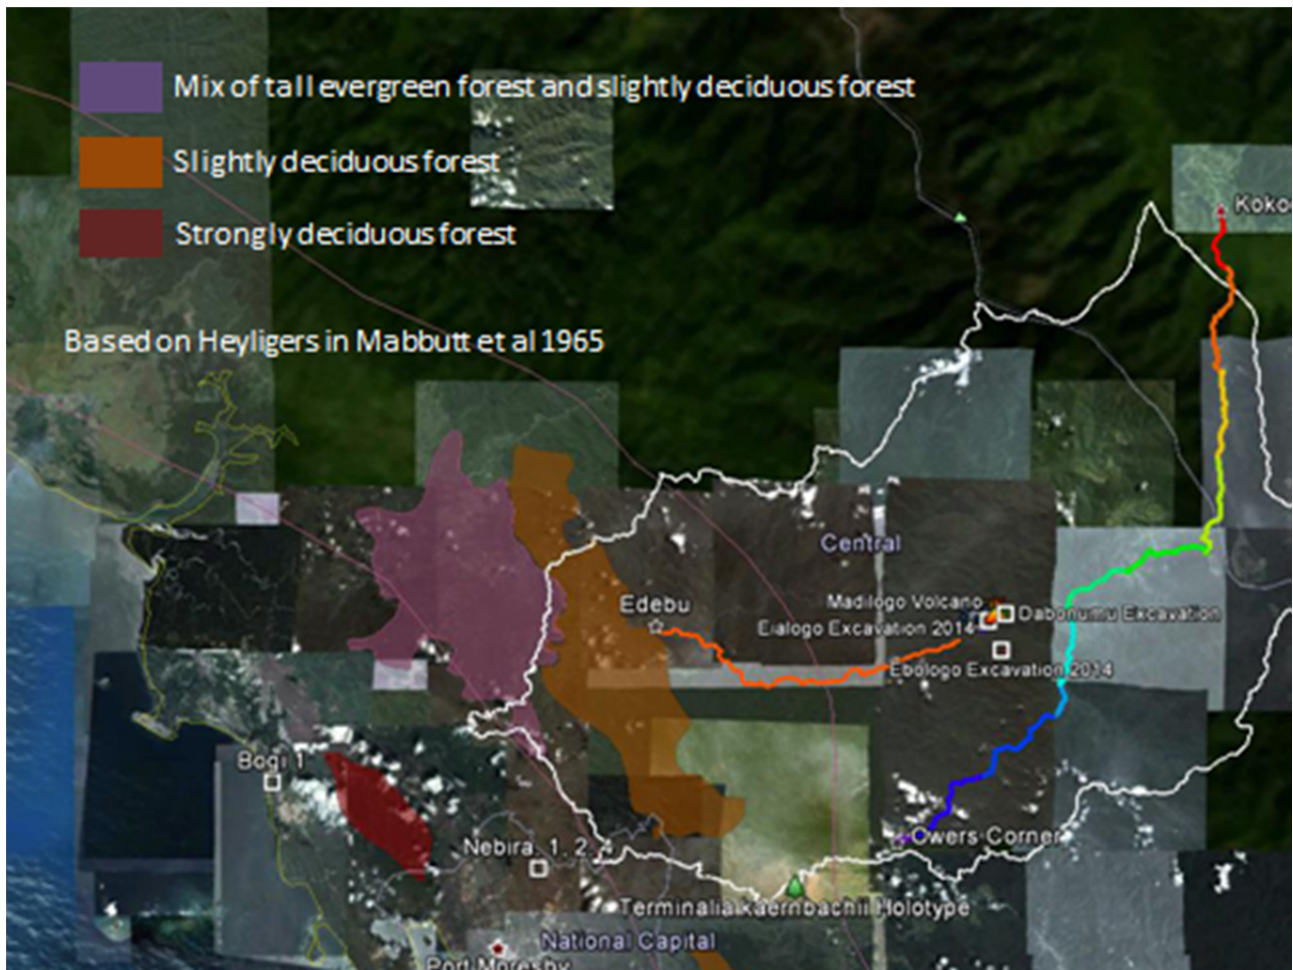 Mix of tall evergreen forest and slightly deciduous forest
Slightly deciduous forest
Strongly deciduous forest
Koko
Based on Heyligers in Mabbutt et al 1965
Central
Edebu
Madilogo Volcano
Dabonumu Excavation
Eialogo Excavation 2014
Ebologo Excavation 2014
Bogi 1
Nebira, 1, 2, 4
Owers Corner
Terminalia kaernbachii Holotype
National Capital
Port Moresby